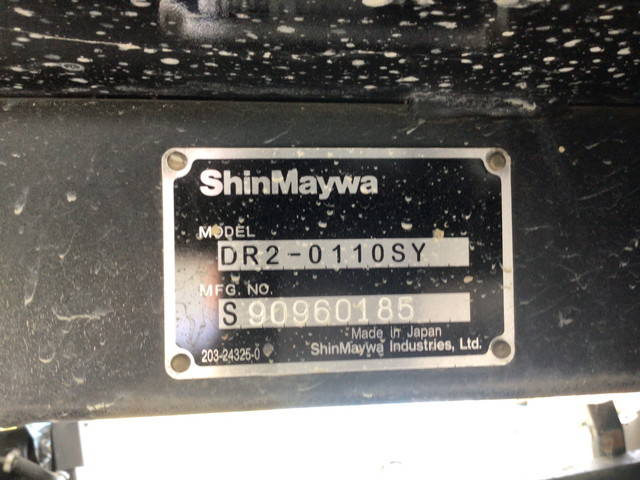 ShinMaywa
MODEL
DR2-0110SY
MFG. NO.
S 90960185
Made in Japan
203-24325-0 ShinMaywa Industries, Ltd.